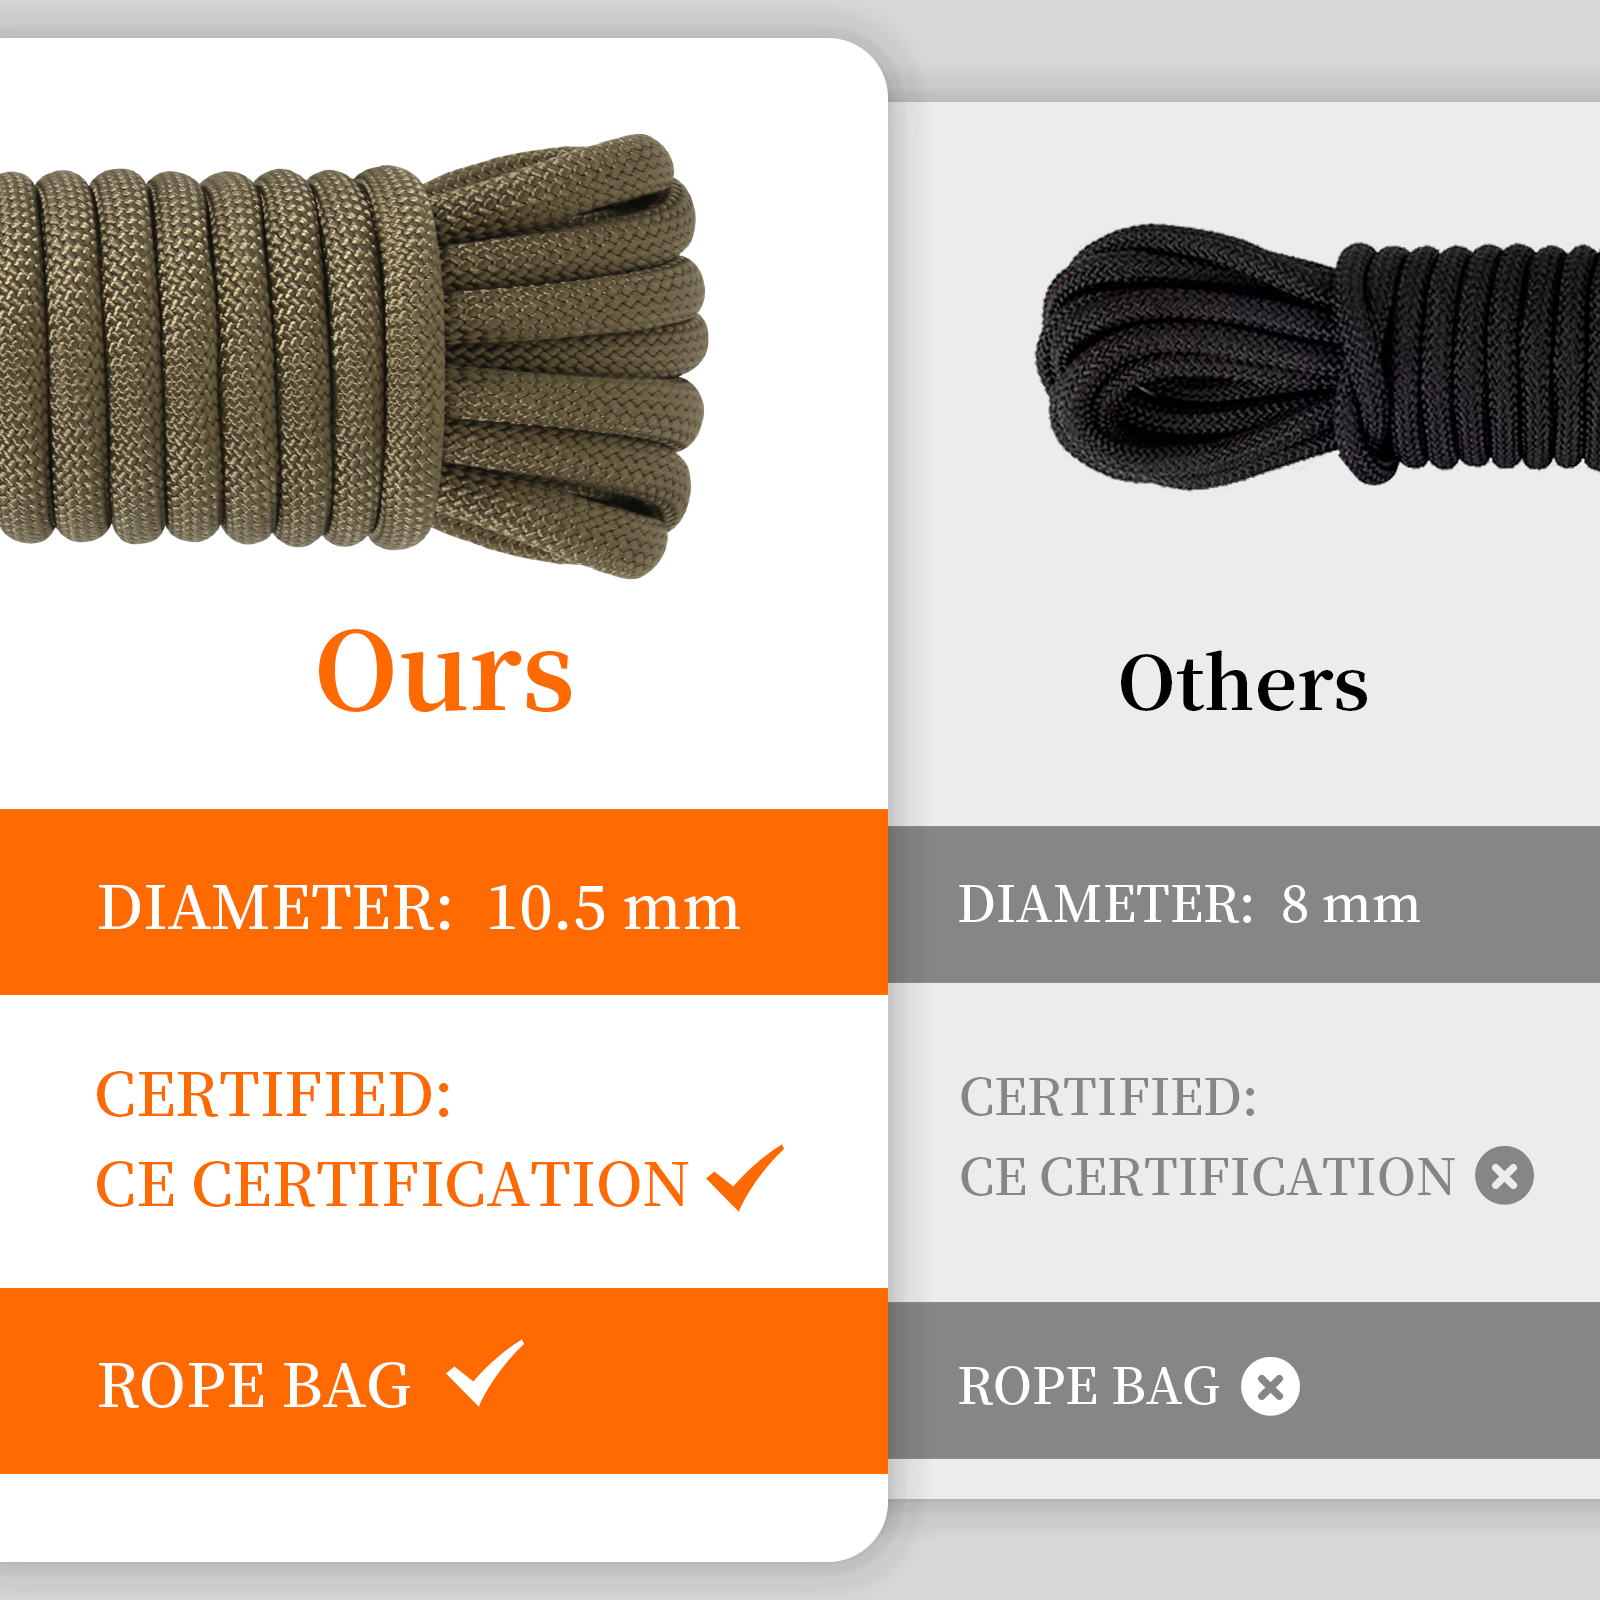 Ours
DIAMETER: 10.5 mm
CERTIFIED:
CE CERTIFICATION
ROPE BAG
Others
DIAMETER: 8 mm
CERTIFIED:
CE CERTIFICATION
ROPE BAG